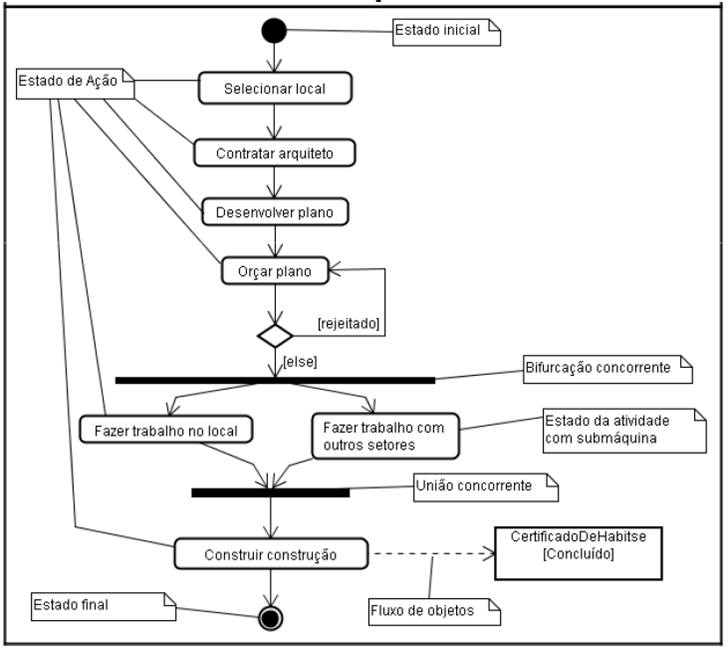 Estado inicial
Estado de Ação
Selecionar local
Contratar arquiteto
Desenvolver plano
Orçar plano
[rejeitado]
[else]
Bifurcação concorrente
Fazer trabalho no local
Fazer trabalho com
outros setores
Estado da atividade
com submáquina
União concorrente
Construir construção
CertificadoDeHabitse
[Concluído]
Estado final
Fluxo de objetos